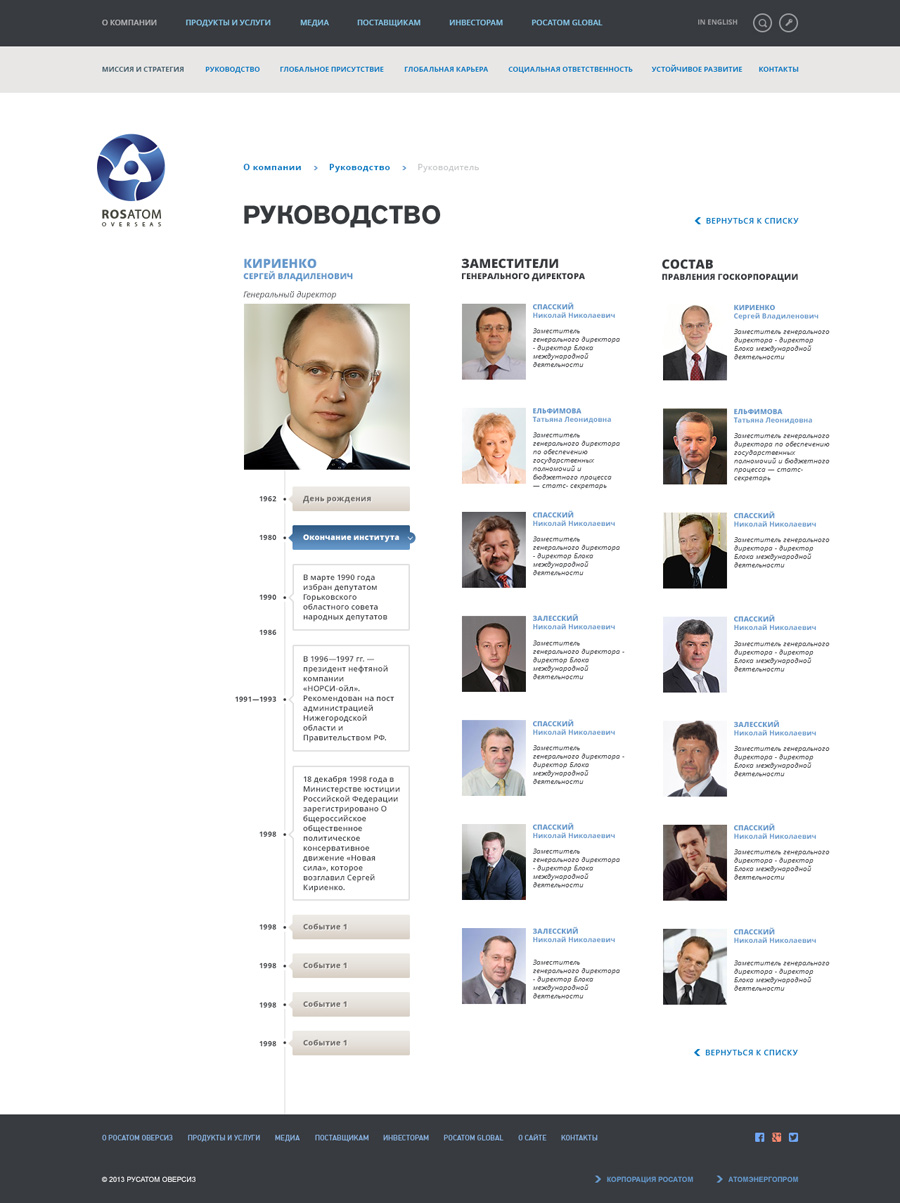 О КОМПАНИИ ПРОДУКТЫ И УСЛУГИ МЕДИА ПОСТАВЩИКАМ ИНВЕСТОРАМ ROCATOM GLOBAL IN ENGLISH
МИССИЯ И СТРАТЕГИЯ РУКОВОДСТВО ГЛОБАЛЬНОЕ ПРИСУТСТВИЕ ГЛОБАЛЬНАЯ КАРЬЕРА СОЦИАЛЬНАЯ ОТВЕТСТВЕННОСТЬ УСТОЙЧИВОЕ РАЗВИТИЕ КОНТАКТЫ
ROSATOM
OVERSEAS
О компании › Руководство › Руководитель
РУКОВОДСТВО
ВЕРНУТЬСЯ К СПИСКУ
КИРИЕНКО
СЕРГЕЙ ВЛАДИЛЕНОВИЧ
Генеральный директор
1962 День рождения
1980 Окончание института
1990
В марте 1990 года
избран депутатом
Горьковского
областного совета
народных депутатов
1986
1991—1993
В 1996—1997 гг. —
президент нефтяной
компании
«НОРСИ-ойл».
Рекомендован на пост
администрацией
Нижегородской
области и
Правительством РФ.
1998
18 декабря 1998 года в
Министерстве юстиции
Российской Федерации
зарегистрировано О
бщероссийское
общественное
политическое
консервативное
движение «Новая
сила», которое
возглавил Сергей
Кириенко.
1998 Событие 1
1998 Событие 1
1998 Событие 1
1998 Событие 1
ЗАМЕСТИТЕЛИ
ГЕНЕРАЛЬНОГО ДИРЕКТОРА
СПАССКИЙ
Николай Николаевич
Заместитель
генерального директора
- директор Блока
международной
деятельности
ЕЛЬФИМОВА
Татьяна Леонидовна
Заместитель
генерального директора
по обеспечению
государственных
полномочий и
бюджетного процесса
— статс- секретарь
СПАССКИЙ
Николай Николаевич
Заместитель
генерального директора
- директор Блока
международной
деятельности
ЗАЛЕССКИЙ
Николай Николаевич
Заместитель
генерального директора -
директор Блока
международной
деятельности
СПАССКИЙ
Николай Николаевич
Заместитель
генерального директора -
директор Блока
международной
деятельности
СПАССКИЙ
Николай Николаевич
Заместитель
генерального директора
- директор Блока
международной
деятельности
ЗАЛЕССКИЙ
Николай Николаевич
Заместитель
генерального директора
- директор Блока
международной
деятельности
СОСТАВ
ПРАВЛЕНИЯ ГОСКОРПОРАЦИИ
КИРИЕНКО
Сергей Владиленович
Заместитель генерального
директора - директор
Блока международной
деятельности
ЕЛЬФИМОВА
Татьяна Леонидовна
Заместитель генерального
директора по обеспечению
государственных
полномочий и бюджетного
процесса — статс-
секретарь
СПАССКИЙ
Николай Николаевич
Заместитель генерального
директора - директор
Блока международной
деятельности
СПАССКИЙ
Николай Николаевич
Заместитель генерального
директора - директор
Блока международной
деятельности
ЗАЛЕССКИЙ
Николай Николаевич
Заместитель генерального
директора - директор
Блока международной
деятельности
СПАССКИЙ
Николай Николаевич
Заместитель генерального
директора - директор
Блока международной
деятельности
СПАССКИЙ
Николай Николаевич
Заместитель генерального
директора - директор
Блока международной
деятельности
ВЕРНУТЬСЯ К СПИСКУ
О РОСАТОМ ОВЕРСИЗ ПРОДУКТЫ И УСЛУГИ МЕДИА ПОСТАВЩИКАМ ИНВЕСТОРАМ РОСАТОМ GLOBAL О САЙТЕ КОНТАКТЫ
© 2013 РУСАТОМ ОВЕРСИЗ КОРПОРАЦИЯ РОСАТОМ АТОМЭНЕРГОПРОМ